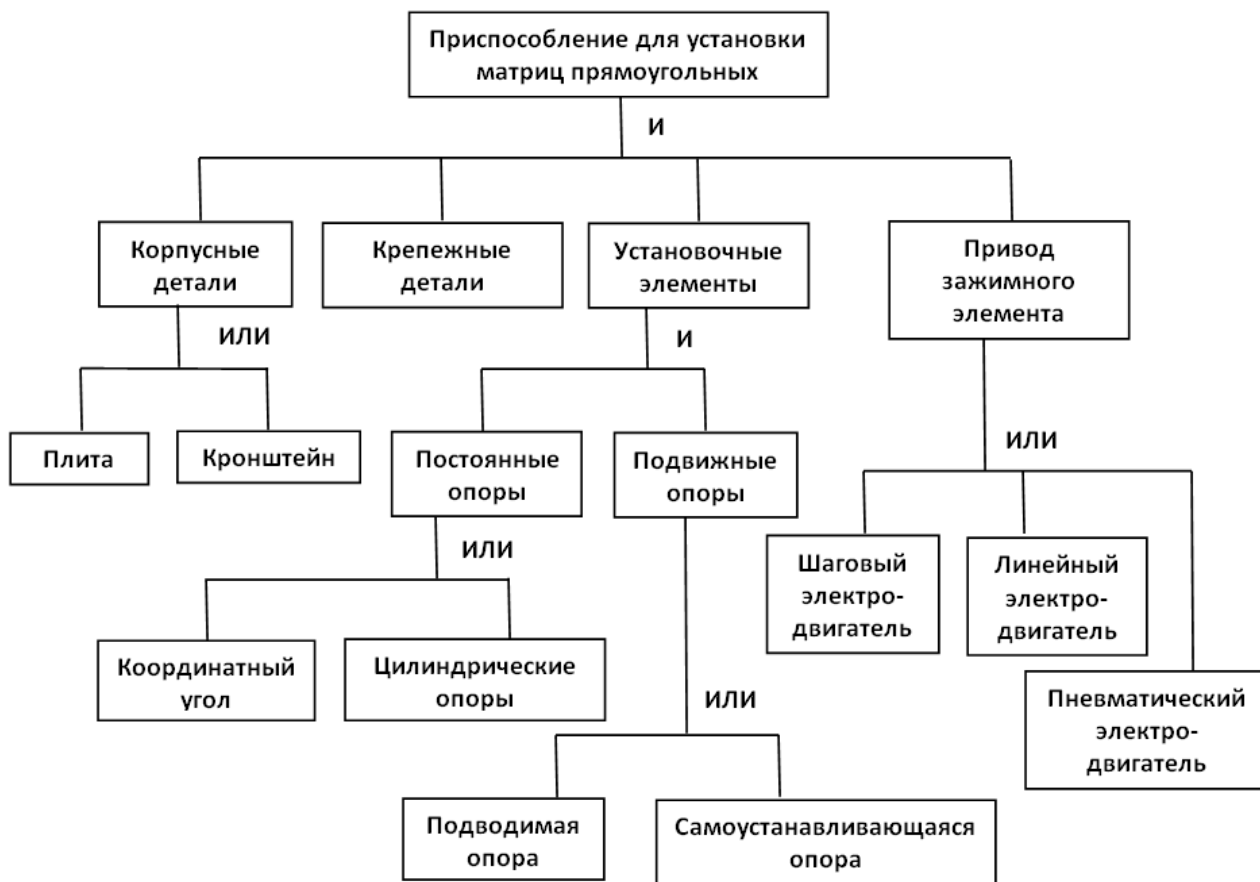 Приспособление для установки
матриц прямоугольных
И
Корпусные
детали
Крепежные
детали
Установочные
элементы
Привод
зажимного
элемента
ИЛИ
И
ИЛИ
Плита
Кронштейн
Постоянные
опоры
Подвижные
опоры
ИЛИ
Шаговый
электро-
двигатель
Линейный
электро-
двигатель
Координатный
угол
Цилиндрические
опоры
ИЛИ
Пневматический
электро-
двигатель
Подводимая
опора
Самоустанавливающаяся
опора